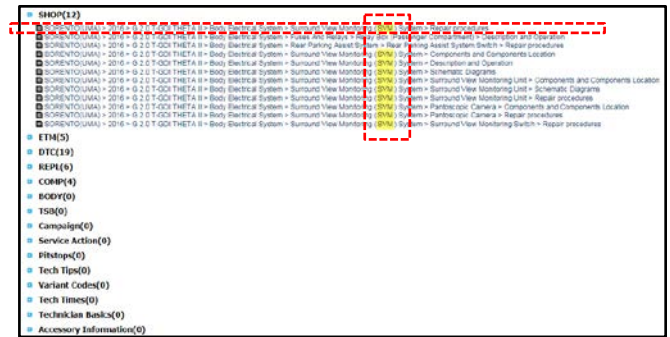 SHOP(12)
SORENTO(UMA) > 2016 > G 2.0 T-GDI THETA II > Body Electrical System > Surround View Monitoring (SVM) System > Repair procedures
SORENTO(UMA) > 2016 > G 2.0 T-GDI THETA II > Body Electrical System > Fuses And Relays > Relay Box (Passenger Compartment) > Description and Operation
SORENTO(UMA) > 2016 > G 2.0 T-GDI THETA II > Body Electrical System > Rear Parking Assist System > Rear Parking Assist System Switch > Repair procedures
SORENTO(UMA) > 2016 > G 2.0 T-GDI THETA II > Body Electrical System > Surround View Monitoring (SVM) System > Components and Components Location
SORENTO(UMA) > 2016 > G 2.0 T-GDI THETA II > Body Electrical System > Surround View Monitoring (SVM) System > Description and Operation
SORENTO(UMA) > 2016 > G 2.0 T-GDI THETA II > Body Electrical System > Surround View Monitoring (SVM) System > Schematic Diagrams
SORENTO(UMA) > 2016 > G 2.0 T-GDI THETA II > Body Electrical System > Surround View Monitoring (SVM) System > Surround View Monitoring Unit > Components and Components Location
SORENTO(UMA) > 2016 > G 2.0 T-GDI THETA II > Body Electrical System > Surround View Monitoring (SVM) System > Surround View Monitoring Unit > Schematic Diagrams
SORENTO(UMA) > 2016 > G 2.0 T-GDI THETA II > Body Electrical System > Surround View Monitoring (SVM) System > Surround View Monitoring Unit > Repair procedures
SORENTO(UMA) > 2016 > G 2.0 T-GDI THETA II > Body Electrical System > Surround View Monitoring (SVM) System > Pantoscopic Camera > Components and Components Location
SORENTO(UMA) > 2016 > G 2.0 T-GDI THETA II > Body Electrical System > Surround View Monitoring (SVM) System > Pantoscopic Camera > Repair procedures
SORENTO(UMA) > 2016 > G 2.0 T-GDI THETA II > Body Electrical System > Surround View Monitoring (SVM) System > Surround View Monitoring Switch > Repair procedures
ETM(5)
DTC(19)
REPL(6)
COMP(4)
BODY(0)
TSB(0)
Campaign(0)
Service Action(0)
Pitstops(0)
Tech Tips(0)
Variant Codes(0)
Tech Times(0)
Technician Basics(0)
Accessory Information(0)